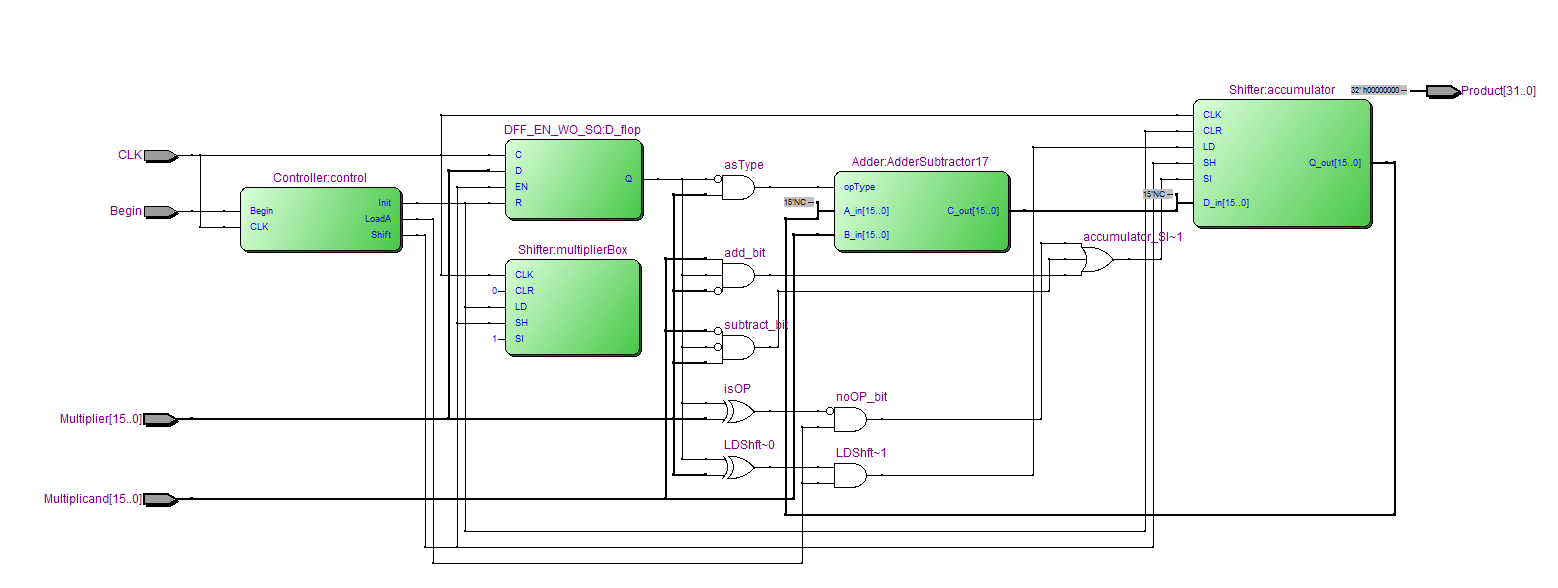 Shifter:accumulator
32' h00000000 --
Product[31..0]
CLK
CLR
LD
SH
SI
D_in[15..0]
Q_out[15..0]
15'NC --
DFF_EN_WO_SQ:D_flop
C
D
EN
R
Q
CLK
Begin
Controller:control
Begin
CLK
Init
LoadA
Shift
asType
Adder:AdderSubtractor17
opType
A_in[15..0]
B_in[15..0]
C_out[15..0]
15'NC --
Shifter:multiplierBox
CLK
CLR
LD
SH
SI
0
1
add_bit
accumulator_SI~1
subtract_bit
isOP
noOP_bit
LDShft~0
LDShft~1
Multiplier[15..0]
Multiplicand[15..0]